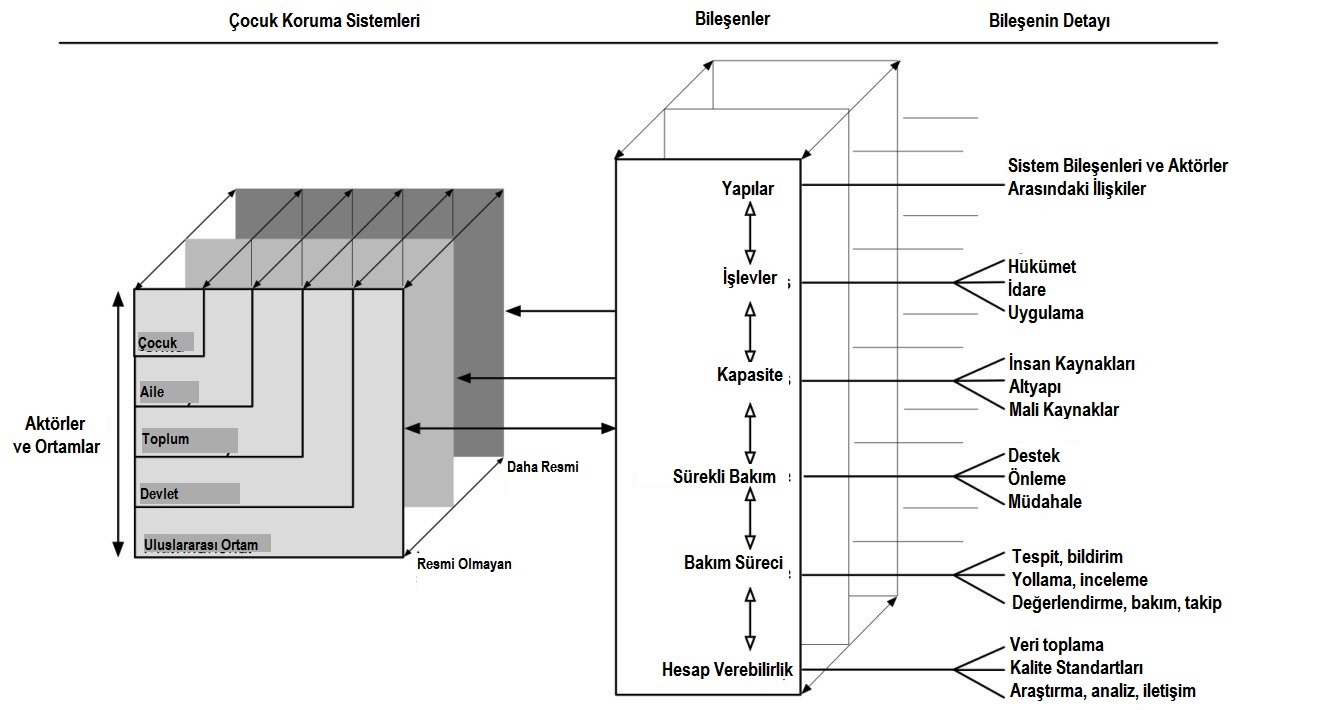 Çocuk Koruma Sistemleri
Bileşenler
Bileşenin Detayı
Aktörler
ve Ortamlar
Çocuk
Aile
Toplum
Devlet
Uluslararası Ortam
Daha Resmi
Resmi Olmayan
Yapılar
İşlevler
Kapasite
Sürekli Bakım
Bakım Süreci
Hesap Verebilirlik
Sistem Bileşenleri ve Aktörler
Arasındaki İlişkiler
Hükümet
İdare
Uygulama
İnsan Kaynakları
Altyapı
Mali Kaynaklar
Destek
Önleme
Müdahale
Tespit, bildirim
Yollama, inceleme
Değerlendirme, bakım, takip
Veri toplama
Kalite Standartları
Araştırma, analiz, iletişim